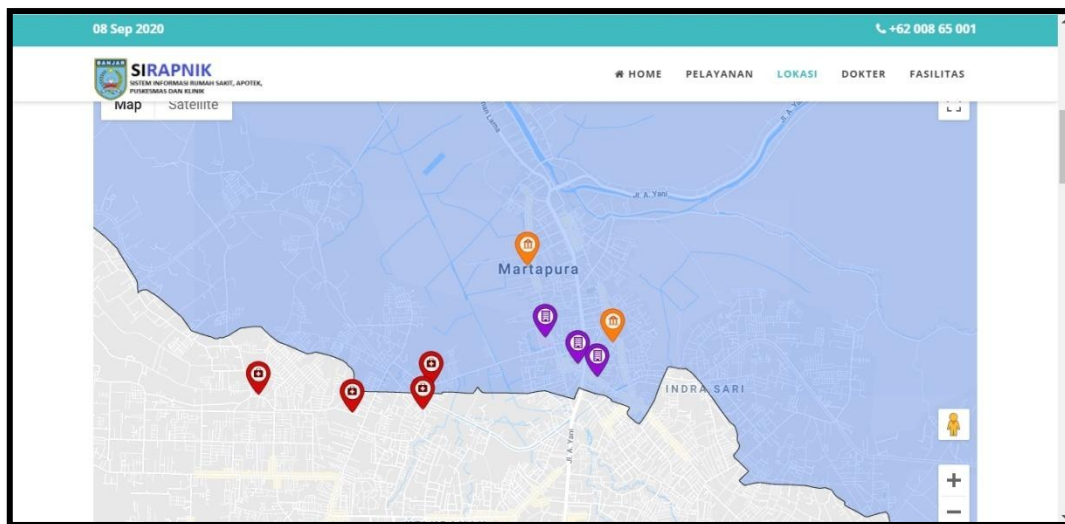 08 Sep 2020
+62 008 65 001
BANJAR
SIRAPNIK
SISTEM INFORMASI RUMAH SAKIT, APOTEK,
PUSKESMAS DAN KLINIK
HOME PELAYANAN LOKASI DOKTER FASILITAS
Map Satellite
Jl. A. Yani
Martapura
INDRA SARI
Jl. A. Yani